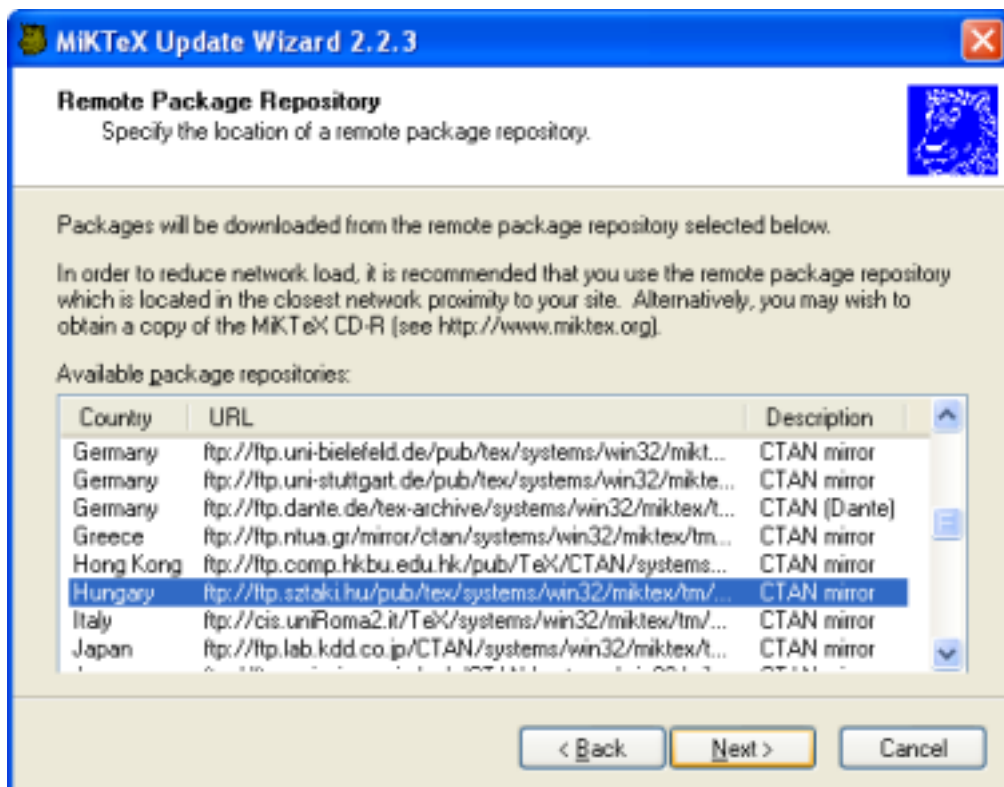 MiKTeX Update Wizard 2.2.3
Remote Package Repository
Specify the location of a remote package repository.
Packages will be downloaded from the remote package repository selected below.
In order to reduce network load, it is recommended that you use the remote package repository
which is located in the closest network proximity to your site. Alternatively, you may wish to
obtain a copy of the MiKTeX CD-R (see http://www.miktex.org).
Available package repositories:
Country URL Description
Germany ftp://ftp.uni-bielefeld.de/pub/tex/systems/win32/mikt... CTAN mirror
Germany ftp://ftp.uni-stuttgart.de/pub/tex/systems/win32/mikte... CTAN mirror
Germany ftp://ftp.dante.de/tex-archive/systems/win32/miktex/t... CTAN (Dante)
Greece ftp://ftp.ntua.gr/mirror/ctan/systems/win32/miktex/tm... CTAN mirror
Hong Kong ftp://ftp.comp.hkbu.edu.hk/pub/TeX/CTAN/systems... CTAN mirror
Hungary ftp://ftp.sztaki.hu/pub/tex/systems/win32/miktex/tm/... CTAN mirror
Italy ftp://cis.uniRoma2.it/TeX/systems/win32/miktex/tm/... CTAN mirror
Japan ftp://ftp.lab.kdd.co.jp/CTAN/systems/win32/miktex/t... CTAN mirror
< Back Next > Cancel